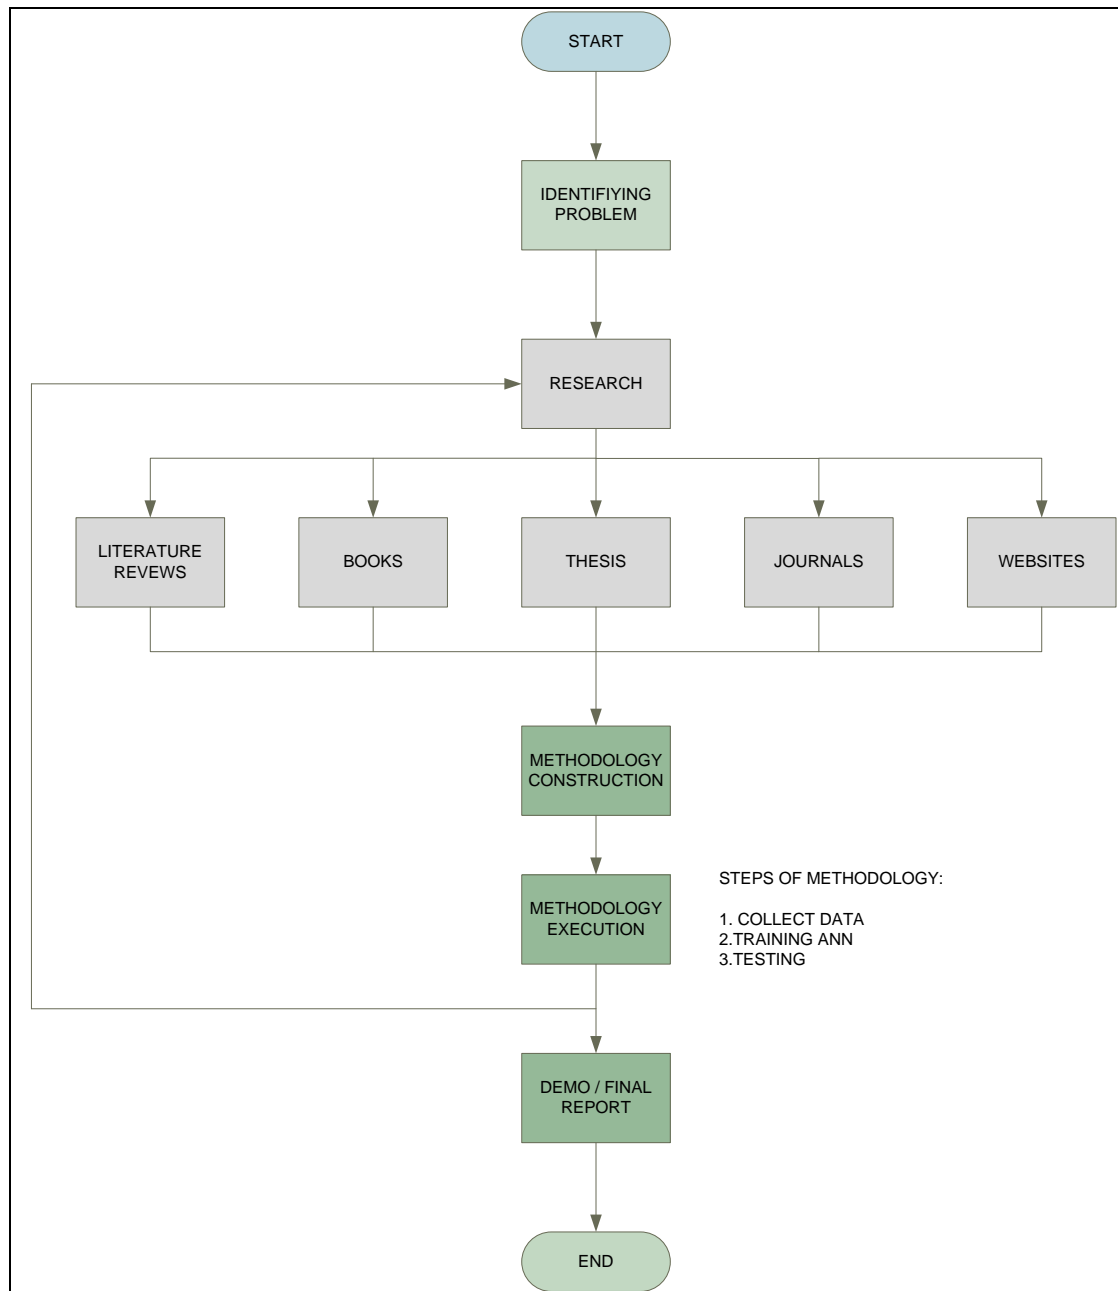 START
IDENTIFIYING
PROBLEM
RESEARCH
LITERATURE
REVEWS
BOOKS
THESIS
JOURNALS
WEBSITES
METHODOLOGY
CONSTRUCTION
METHODOLOGY
EXECUTION
STEPS OF METHODOLOGY:
1. COLLECT DATA
2.TRAINING ANN
3.TESTING
DEMO / FINAL
REPORT
END